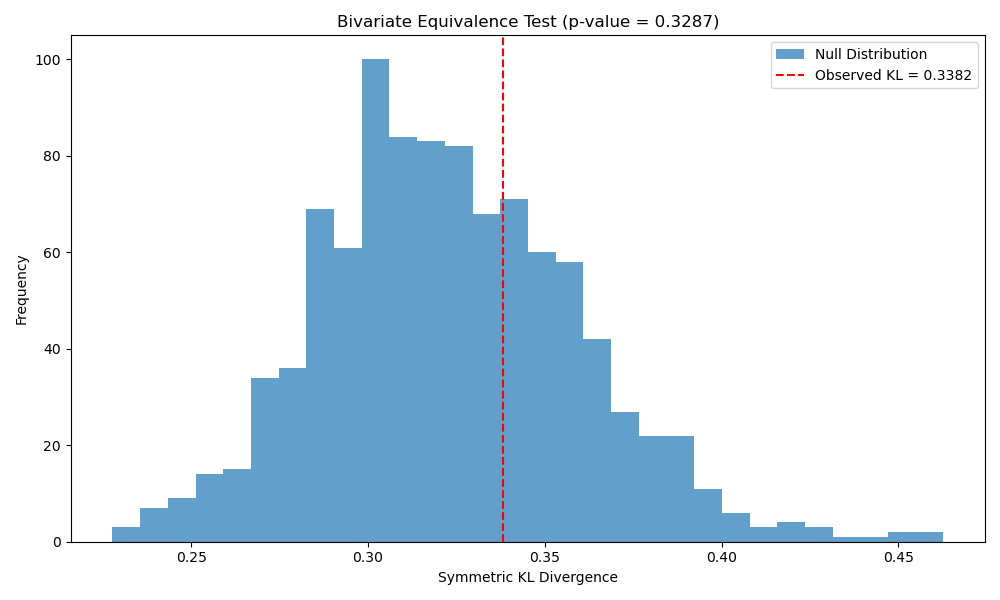 Bivariate Equivalence Test (p-value = 0.3287)
Null Distribution
Observed KL = 0.3382
100
80
60
40
20
0
Frequency
0.25 0.30 0.35 0.40 0.45
Symmetric KL Divergence